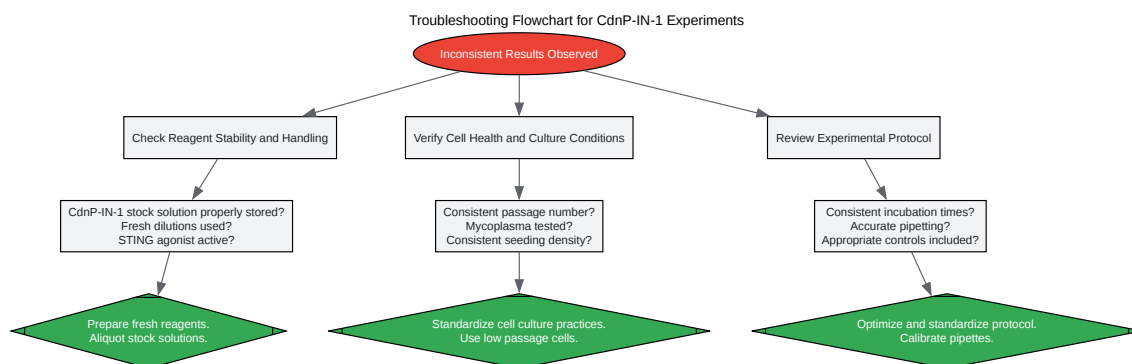 Troubleshooting Flowchart for CdnP-IN-1 Experiments
Inconsistent Results Observed
Check Reagent Stability and Handling
Verify Cell Health and Culture Conditions
Review Experimental Protocol
CdnP-IN-1 stock solution properly stored?
Fresh dilutions used?
STING agonist active?
Consistent passage number?
Mycoplasma tested?
Consistent seeding density?
Consistent incubation times?
Accurate pipetting?
Appropriate controls included?
Prepare fresh reagents.
Aliquot stock solutions.
Standardize cell culture practices.
Use low passage cells.
Optimize and standardize protocol.
Calibrate pipettes.